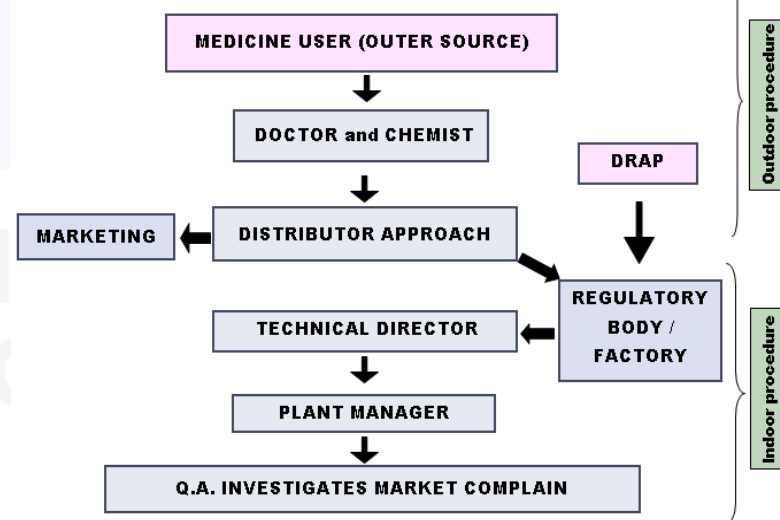 MEDICINE USER (OUTER SOURCE)
DOCTOR and CHEMIST
DRAP
MARKETING
DISTRIBUTOR APPROACH
REGULATORY
BODY /
FACTORY
TECHNICAL DIRECTOR
PLANT MANAGER
Q.A. INVESTIGATES MARKET COMPLAIN
Outdoor procedure
Indoor procedure